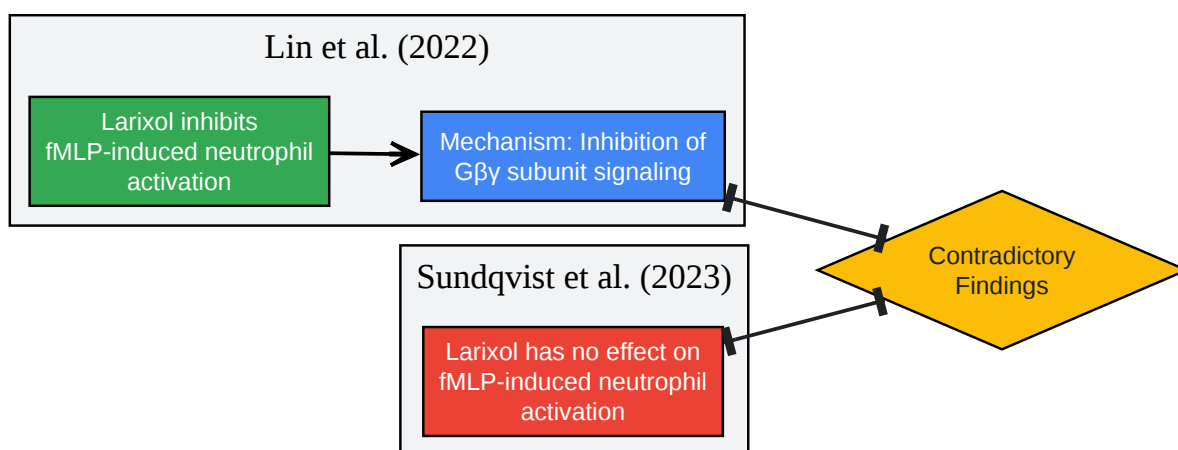 Lin et al. (2022)
Larixol inhibits
fMLP-induced neutrophil
activation
Mechanism: Inhibition of
Gβγ subunit signaling
Contradictory
Findings
Sundqvist et al. (2023)
Larixol has no effect on
fMLP-induced neutrophil
activation